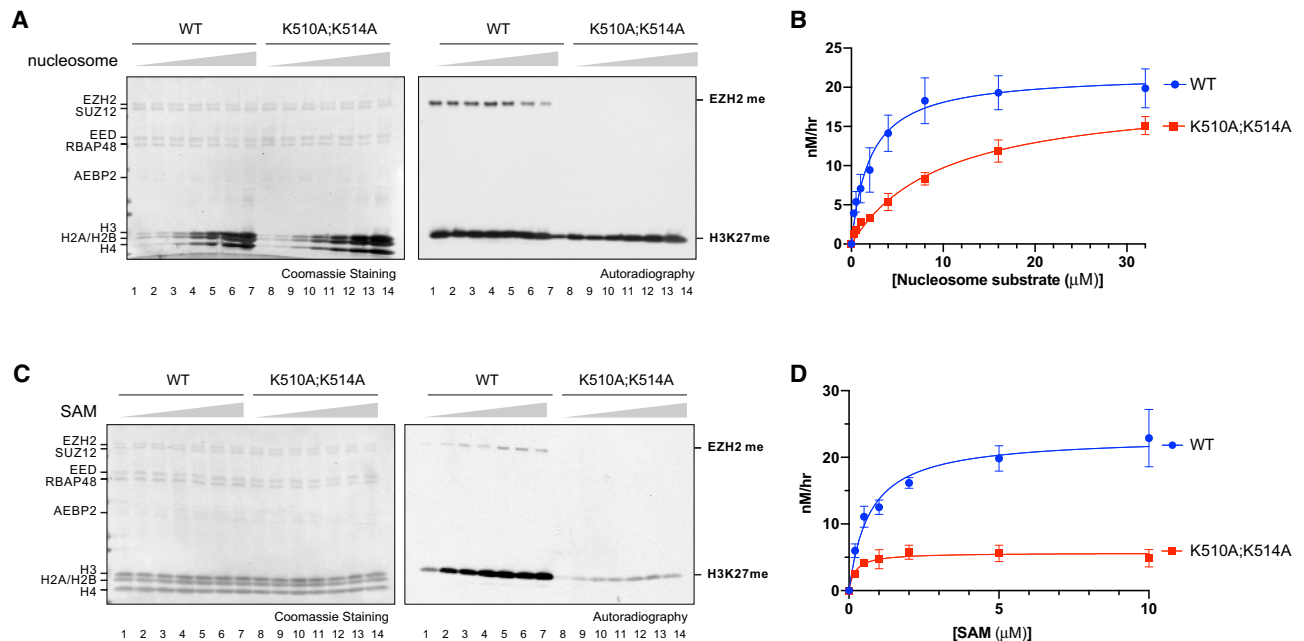 A
WT K510A;K514A WT K510A;K514A
nucleosome
EZH2
SUZ12
EED
RBAP48
AEBP2
H3
H2A/H2B
H4
EZH2 me
H3K27me
Coomassie Staining Autoradiography
1 2 3 4 5 6 7 8 9 10 11 12 13 14 1 2 3 4 5 6 7 8 9 10 11 12 13 14
B
nM/hr
25
20
15
10
5
0
0 10 20 30
[Nucleosome substrate (μM)]
WT
K510A;K514A
C
WT K510A;K514A WT K510A;K514A
SAM
EZH2
SUZ12
EED
RBAP48
AEBP2
H3
H2A/H2B
H4
EZH2 me
H3K27me
Coomassie Staining Autoradiography
1 2 3 4 5 6 7 8 9 10 11 12 13 14 1 2 3 4 5 6 7 8 9 10 11 12 13 14
D
nM/hr
30
20
10
0
0 5 10
[SAM (μM)]
WT
K510A;K514A